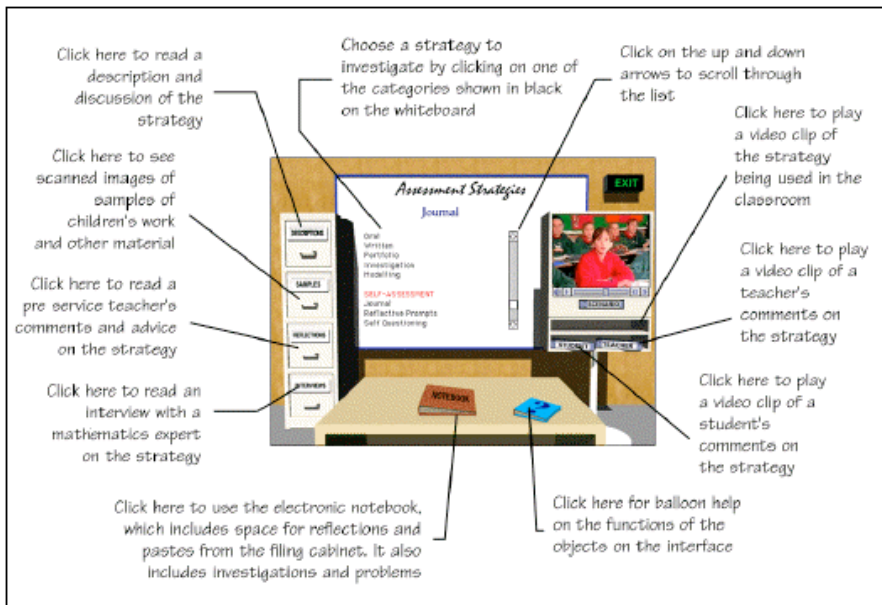 Click here to read a
description and
discussion of the
strategy
Choose a strategy to
investigate by clicking on one of
the categories shown in black
on the whiteboard
Click on the up and down
arrows to scroll through
the list
Click here to play
a video clip of
the strategy
being used in the
classroom
Click here to see
scanned images of
samples of
children's work
and other material
Click here to read a
pre service teacher's
comments and advice
on the strategy
Click here to read an
interview with a
mathematics expert
on the strategy
DESCRIPTIONS
SAMPLES
REFLECTIONS
INTERVIEWS
Assessment Strategies
Journal
Oral
Written
Portfolio
Investigation
Modelling
SELF-ASSESSMENT
Journal
Reflective Prompts
Self Questioning
EXIT
SCENARIO
STUDENT TEACHER
NOTEBOOK
?
Click here to play
a video clip of a
teacher's
comments on
the strategy
Click here to play
a video clip of a
student's
comments on
the strategy
Click here to use the electronic notebook,
which includes space for reflections and
pastes from the filing cabinet. It also
includes investigations and problems
Click here for balloon help
on the functions of the
objects on the interface